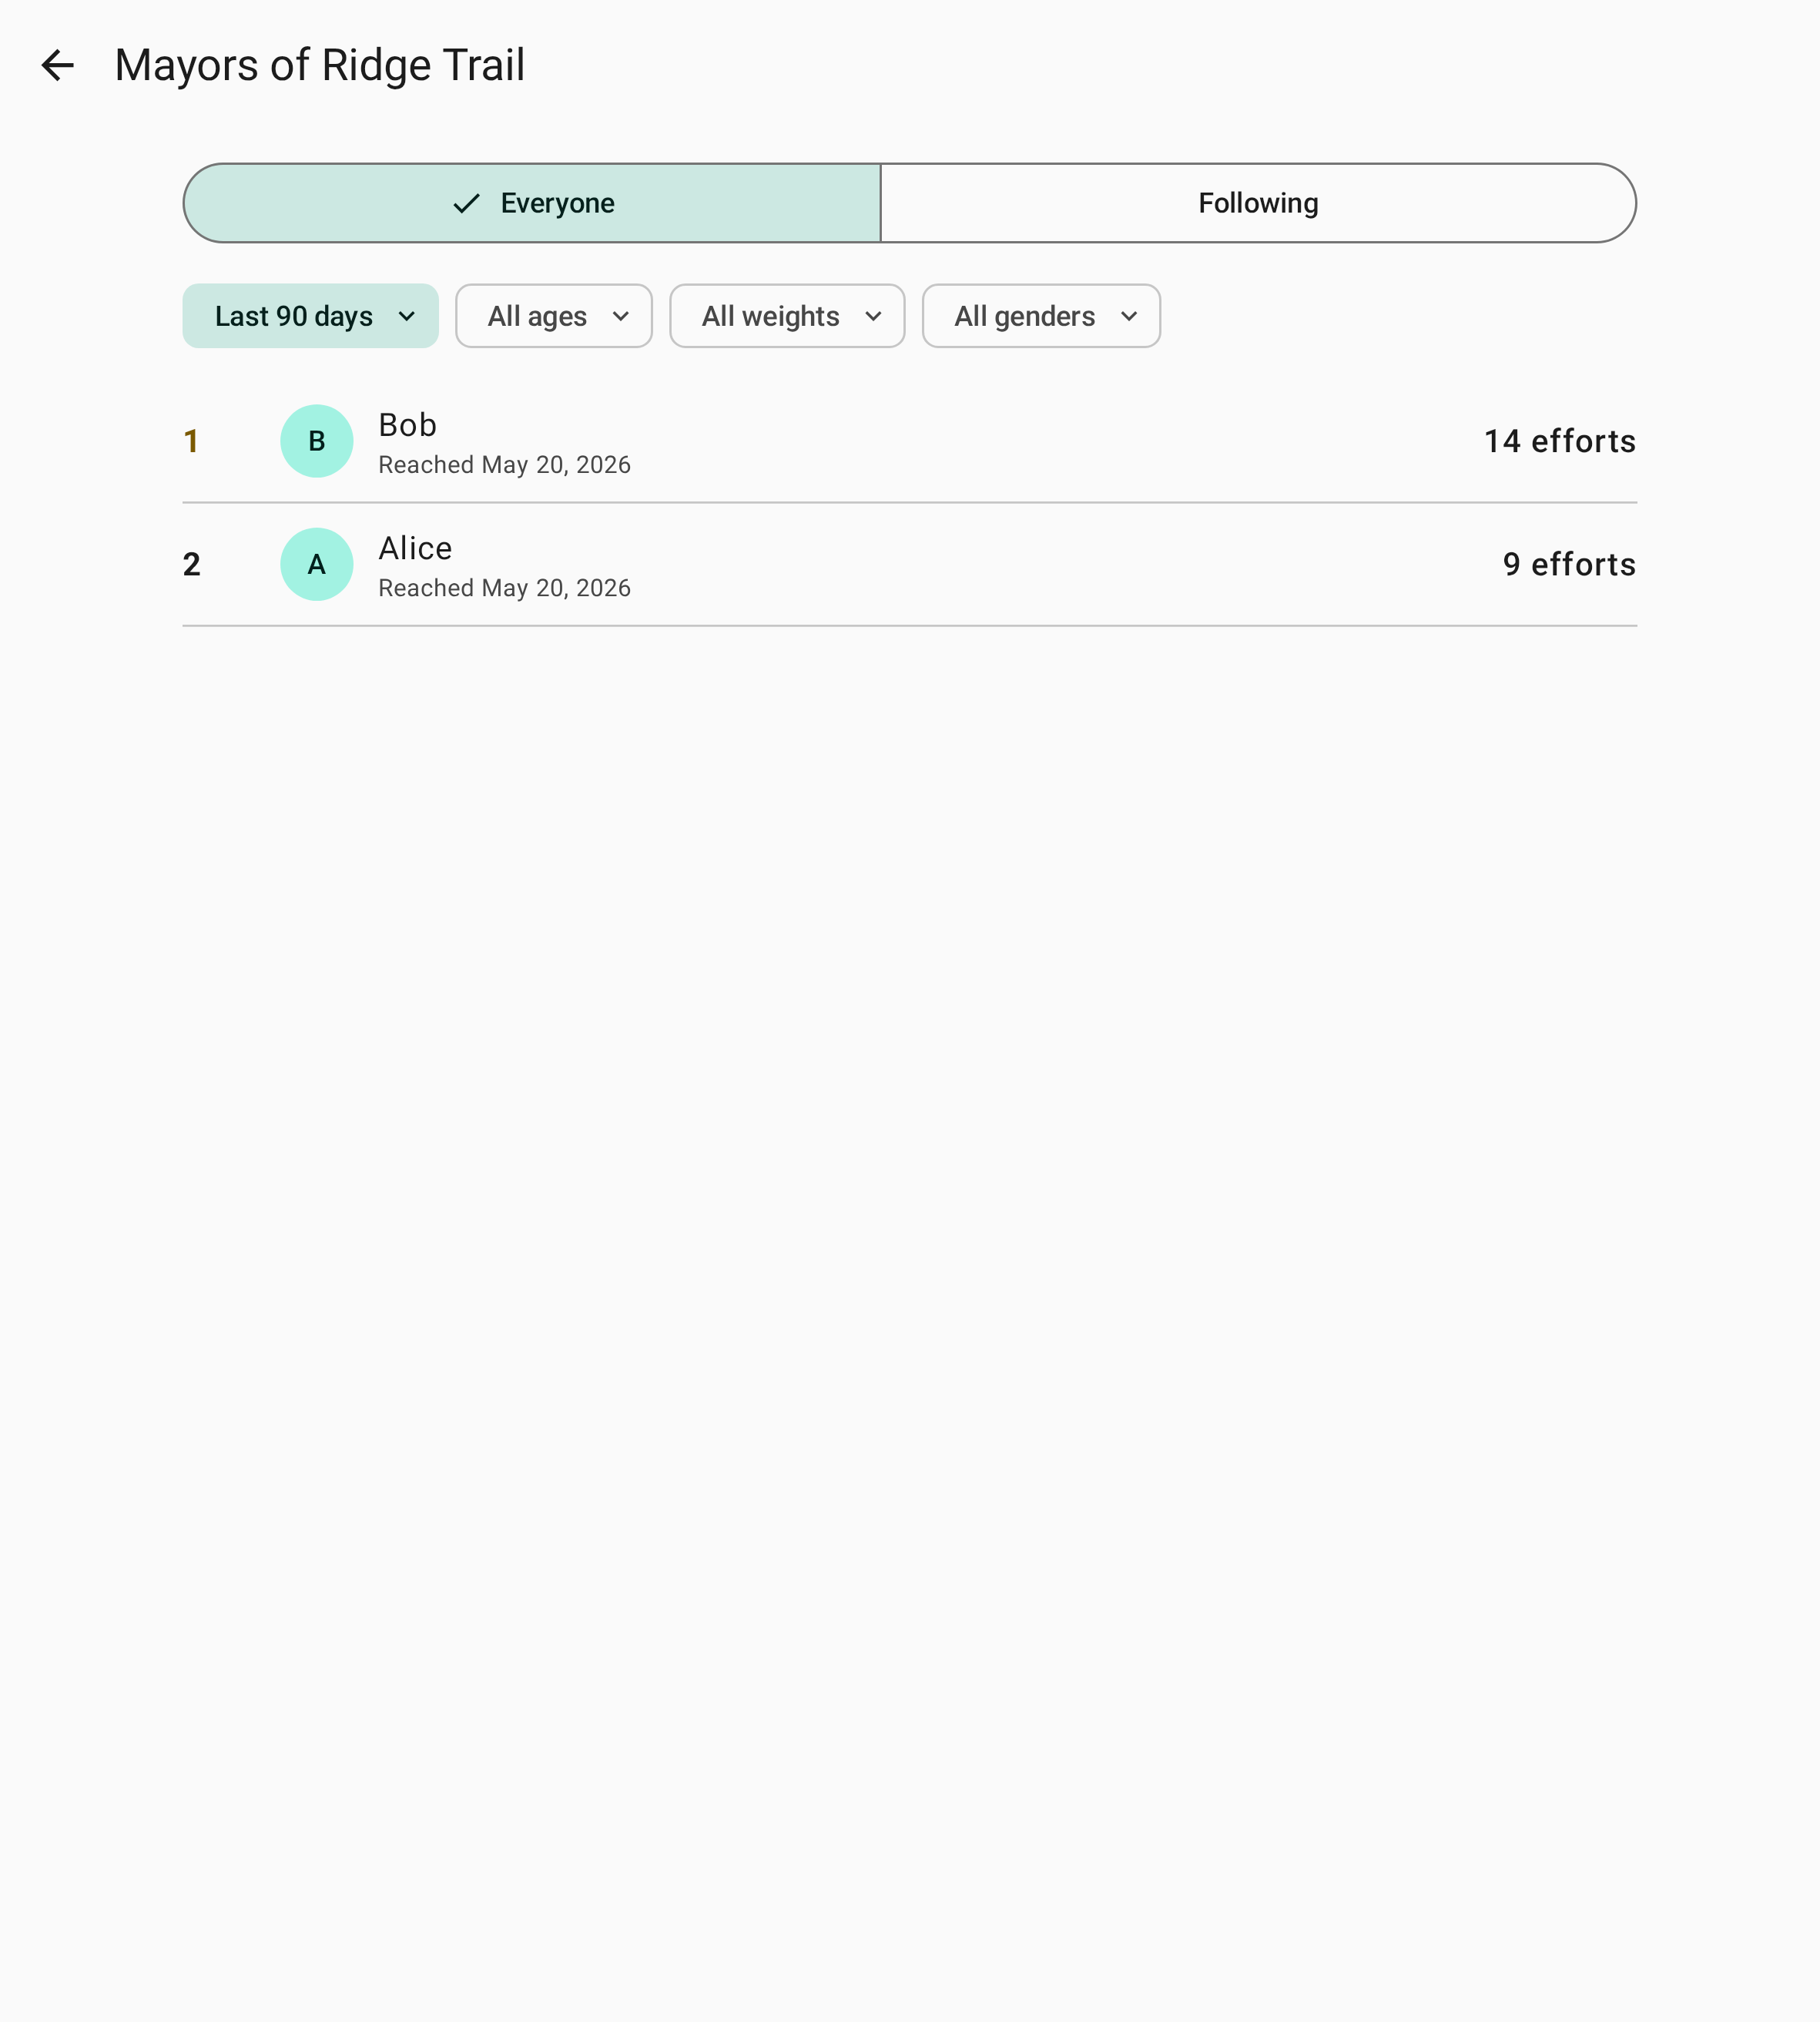 Mayors of Ridge Trail
Everyone
Following
Last 90 days
All ages
All weights
All genders
1
B
Bob
Reached May 20, 2026
14 efforts
2
A
Alice
Reached May 20, 2026
9 efforts